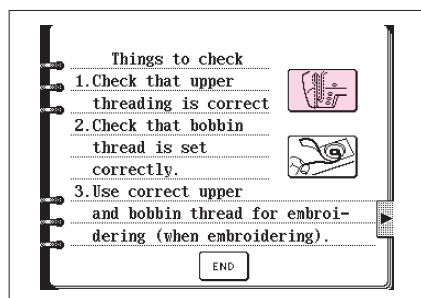 Things to check
1.Check that upper
threading is correct
2.Check that bobbin
thread is set
correctly.
3.Use correct upper
and bobbin thread for embroi-
dering (when embroidering).
END